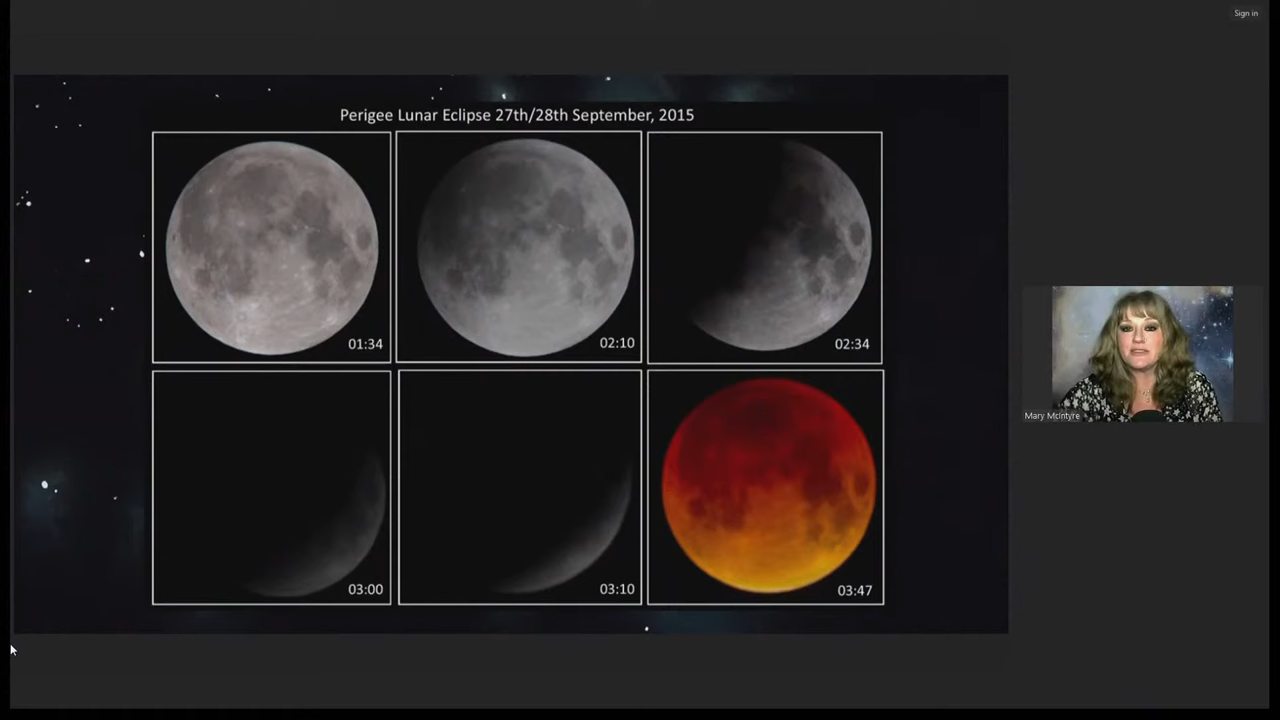 Sign in
Perigee Lunar Eclipse 27th/28th September, 2015
01:34
02:10
02:34
03:00
03:10
03:47
Mary McIntyre